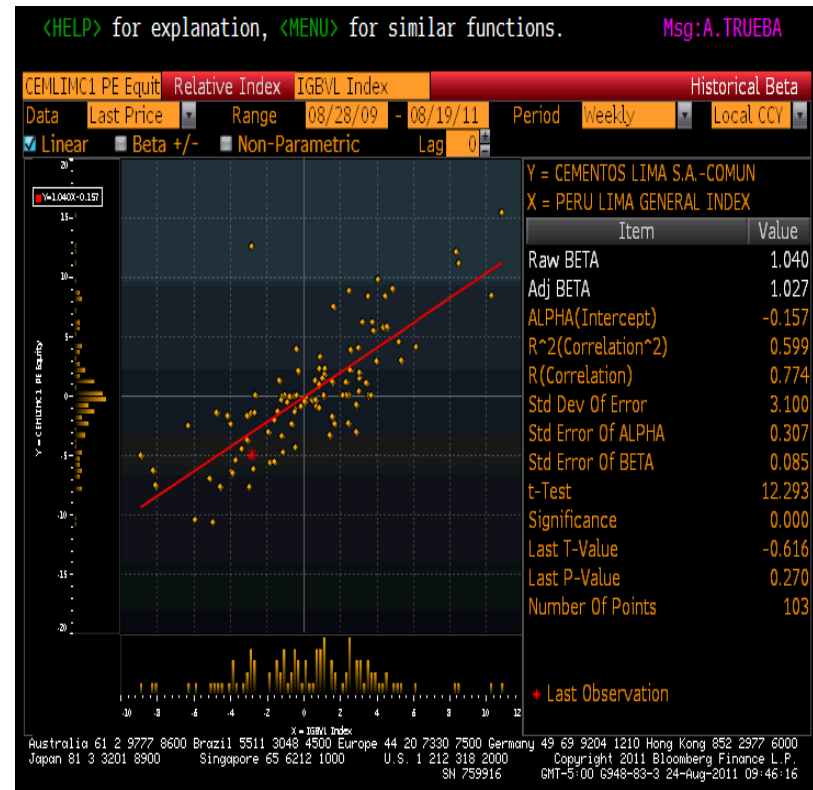 <HELP> for explanation, <MENU> for similar functions. Msg:A.TRUEBA
CEMLIMC1 PE Equit Relative Index IGBVL Index Historical Beta
Data Last Price Range 08/28/09 - 08/19/11 Period Weekly Local CCY
Linear Beta +/- Non-Parametric Lag 0
Y = CEMENTOS LIMA S.A.-COMUN
X = PERU LIMA GENERAL INDEX
Item Value
Raw BETA 1.040
Adj BETA 1.027
ALPHA(Intercept) -0.157
R^2(Correlation^2) 0.599
R(Correlation) 0.774
Std Dev Of Error 3.100
Std Error Of ALPHA 0.307
Std Error Of BETA 0.085
t-Test 12.293
Significance 0.000
Last T-Value -0.616
Last P-Value 0.270
Number Of Points 103
* Last Observation
20
Y=1.040X-0.157
15
10
5
0
-5
-10
-15
-20
Y = CEMLIMC1 PE Equity
-10 -8 -6 -4 -2 0 2 4 6 8 10 12
X = IGBVL Index
Australia 61 2 9777 8600 Brazil 5511 3048 4500 Europe 44 20 7330 7500 Germany 49 69 9204 1210 Hong Kong 852 2977 6000
Japan 81 3 3201 8900 Singapore 65 6212 1000 U.S. 1 212 318 2000 Copyright 2011 Bloomberg Finance L.P.
SN 759916 GMT-5:00 G948-83-3 24-Aug-2011 09:46:16